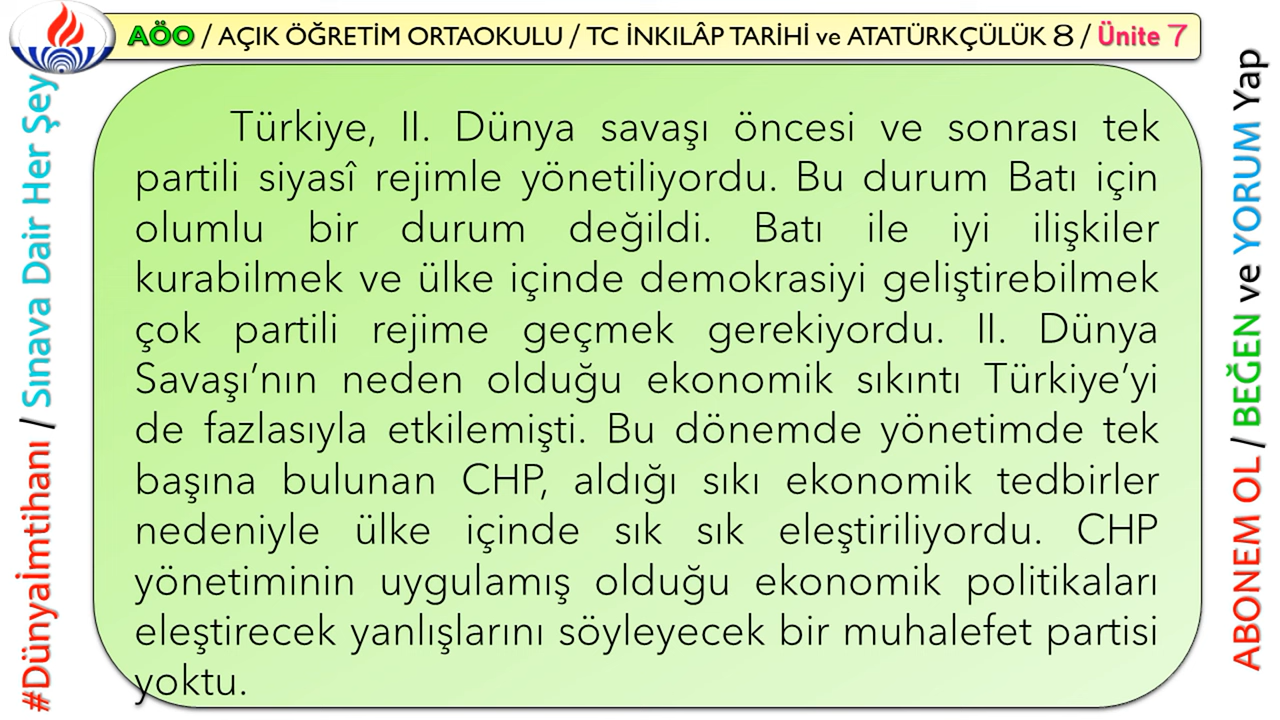 AÖO / AÇIK ÖĞRETİM ORTAOKULU / TC İNKILÂP TARİHİ ve ATATÜRKÇÜLÜK 8 / Ünite 7
#Dünyaİmtihanı / Sınava Dair Her Şey
Türkiye, II. Dünya savaşı öncesi ve sonrası tek
partili siyasî rejimle yönetiliyordu. Bu durum Batı için
olumlu bir durum değildi. Batı ile iyi ilişkiler
kurabilmek ve ülke içinde demokrasiyi geliştirebilmek
çok partili rejime geçmek gerekiyordu. II. Dünya
Savaşı’nın neden olduğu ekonomik sıkıntı Türkiye’yi
de fazlasıyla etkilemişti. Bu dönemde yönetimde tek
başına bulunan CHP, aldığı sıkı ekonomik tedbirler
nedeniyle ülke içinde sık sık eleştiriliyordu. CHP
yönetiminin uygulamış olduğu ekonomik politikaları
eleştirecek yanlışlarını söyleyecek bir muhalefet partisi
yoktu.
ABONEM OL / BEĞEN ve YORUM Yap